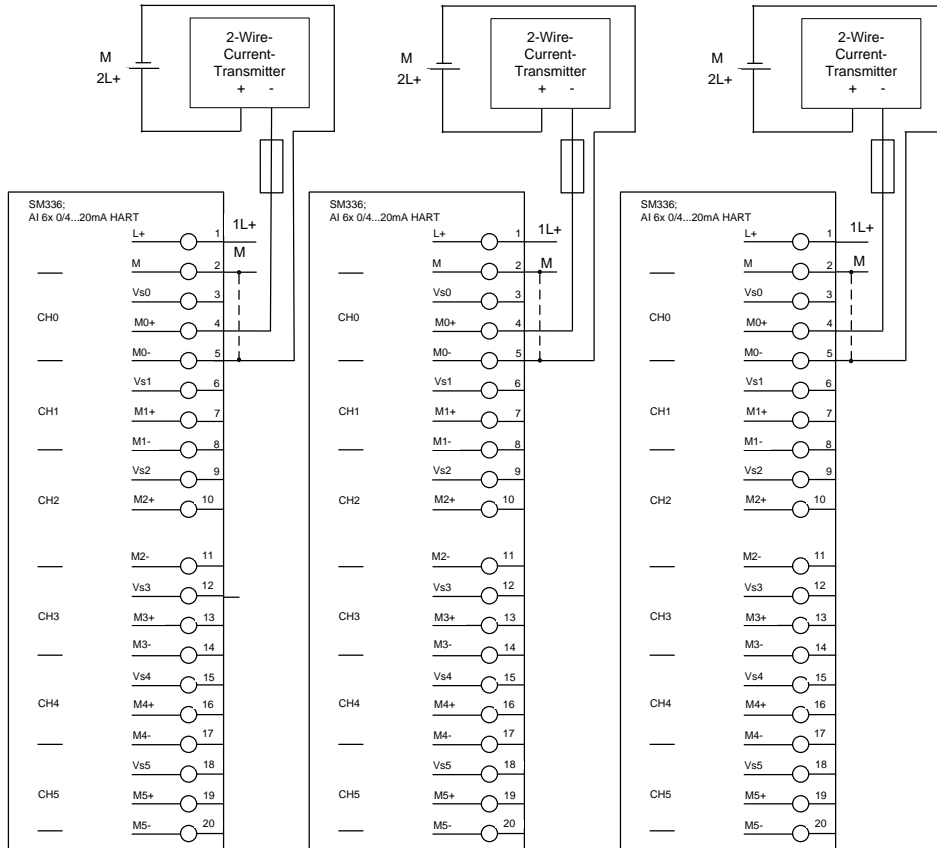 2-Wire-
Current-
Transmitter
+ -
M
2L+
SM336;
AI 6x 0/4...20mA HART
L+ 1 1L+
M 2 M
Vs0 3
CH0
M0+ 4
M0- 5
Vs1 6
CH1 M1+ 7
M1- 8
Vs2 9
CH2 M2+ 10
M2- 11
Vs3 12
CH3 M3+ 13
M3- 14
Vs4 15
CH4 M4+ 16
M4- 17
Vs5 18
CH5 M5+ 19
M5- 20
2-Wire-
Current-
Transmitter
+ -
M
2L+
SM336;
AI 6x 0/4...20mA HART
L+ 1 1L+
M 2 M
Vs0 3
CH0
M0+ 4
M0- 5
Vs1 6
CH1 M1+ 7
M1- 8
Vs2 9
CH2 M2+ 10
M2- 11
Vs3 12
CH3 M3+ 13
M3- 14
Vs4 15
CH4 M4+ 16
M4- 17
Vs5 18
CH5 M5+ 19
M5- 20
2-Wire-
Current-
Transmitter
+ -
M
2L+
SM336;
AI 6x 0/4...20mA HART
L+ 1 1L+
M 2 M
Vs0 3
CH0
M0+ 4
M0- 5
Vs1 6
CH1 M1+ 7
M1- 8
Vs2 9
CH2 M2+ 10
M2- 11
Vs3 12
CH3 M3+ 13
M3- 14
Vs4 15
CH4 M4+ 16
M4- 17
Vs5 18
CH5 M5+ 19
M5- 20